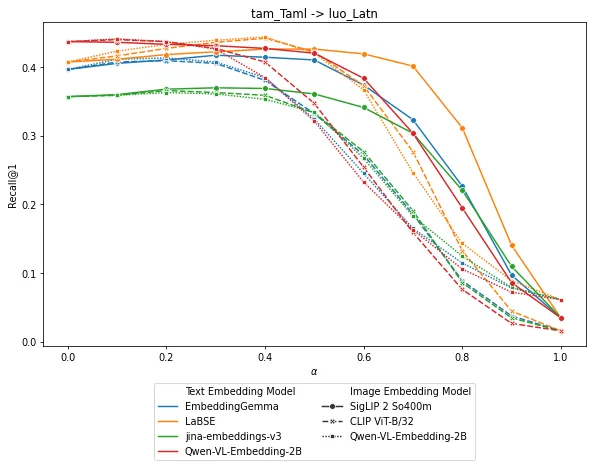 tam_Taml -> luo_Latn
0.4
0.3
0.2
0.1
0.0
Recall@1
0.0 0.2 0.4 0.6 0.8 1.0
α
Text Embedding Model Image Embedding Model
EmbeddingGemma SigLIP 2 So400m
LaBSE CLIP ViT-B/32
jina-embeddings-v3 Qwen-VL-Embedding-2B
Qwen-VL-Embedding-2B